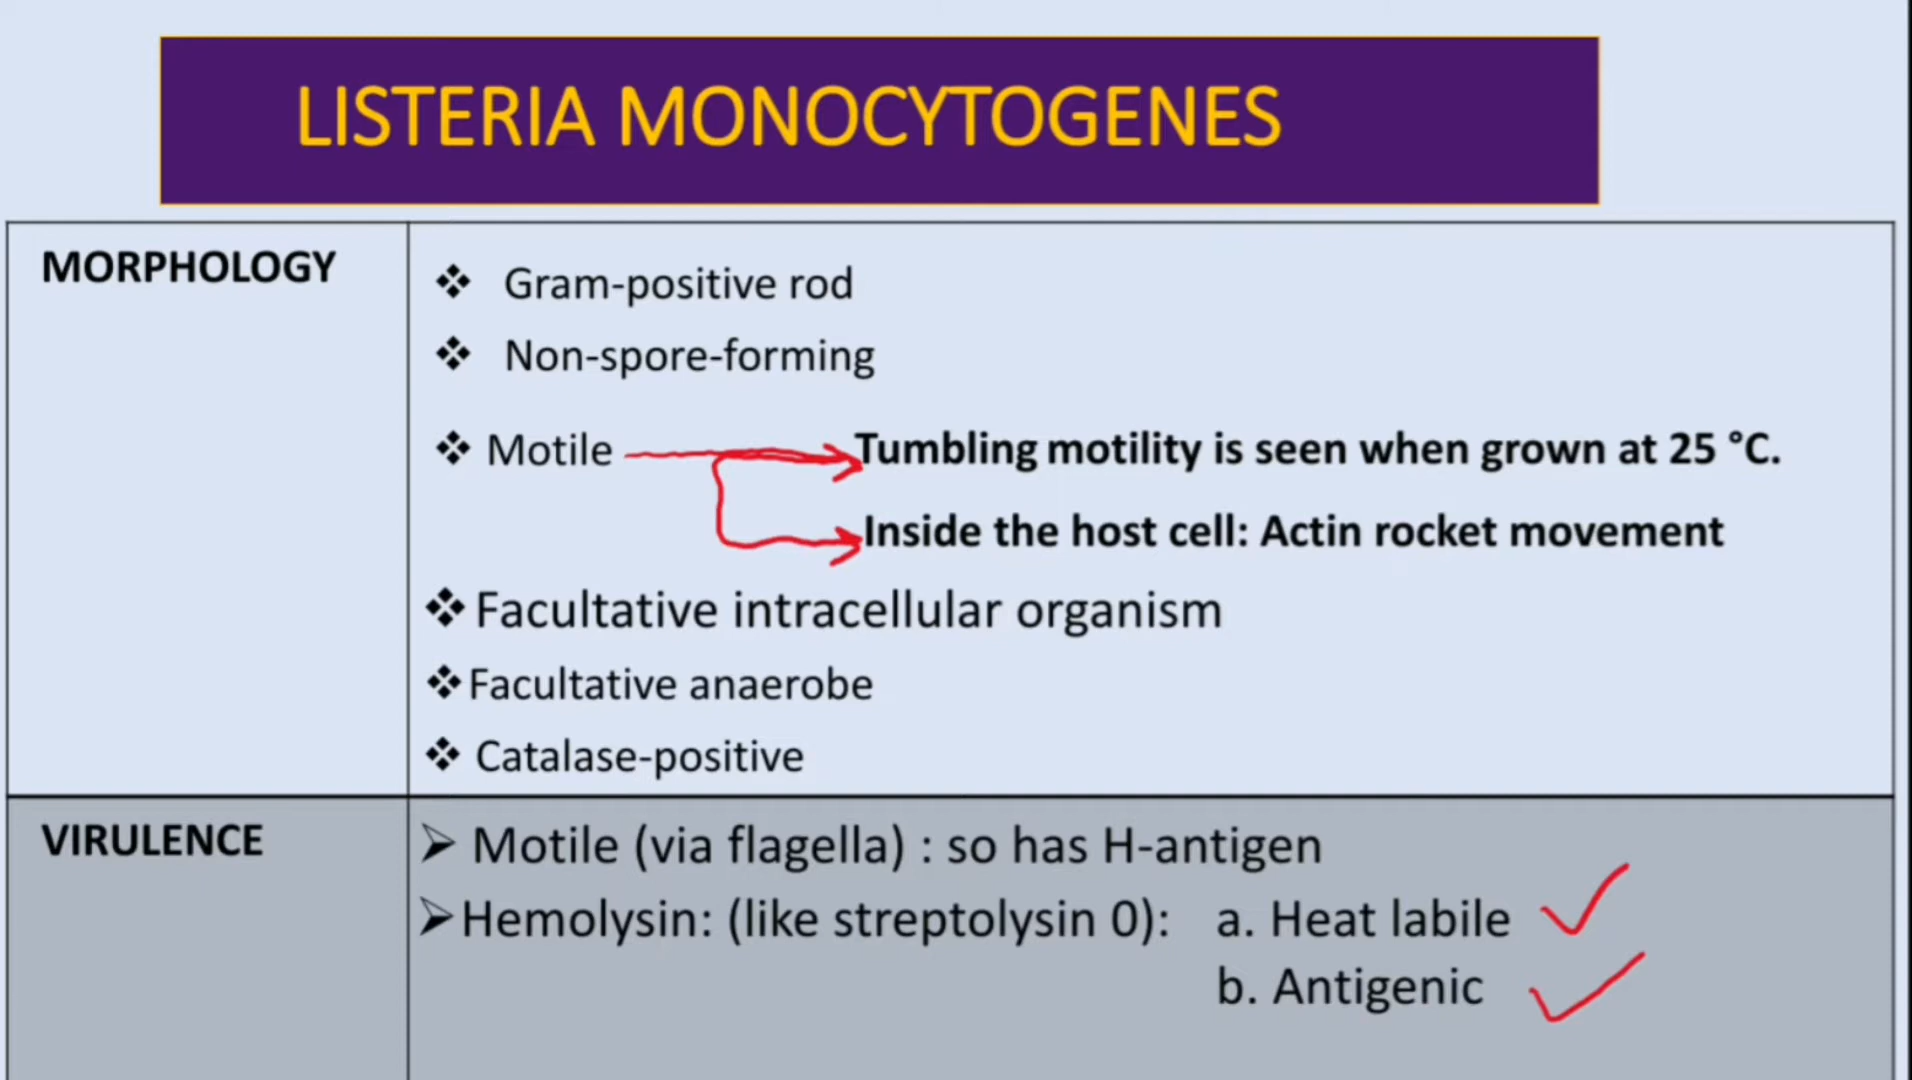 LISTERIA MONOCYTOGENES
MORPHOLOGY
❖ Gram-positive rod
❖ Non-spore-forming
❖ Motile Tumbling motility is seen when grown at 25 °C.
Inside the host cell: Actin rocket movement
❖ Facultative intracellular organism
❖ Facultative anaerobe
❖ Catalase-positive
VIRULENCE
➢ Motile (via flagella) : so has H-antigen
➢ Hemolysin: (like streptolysin 0): a. Heat labile
b. Antigenic